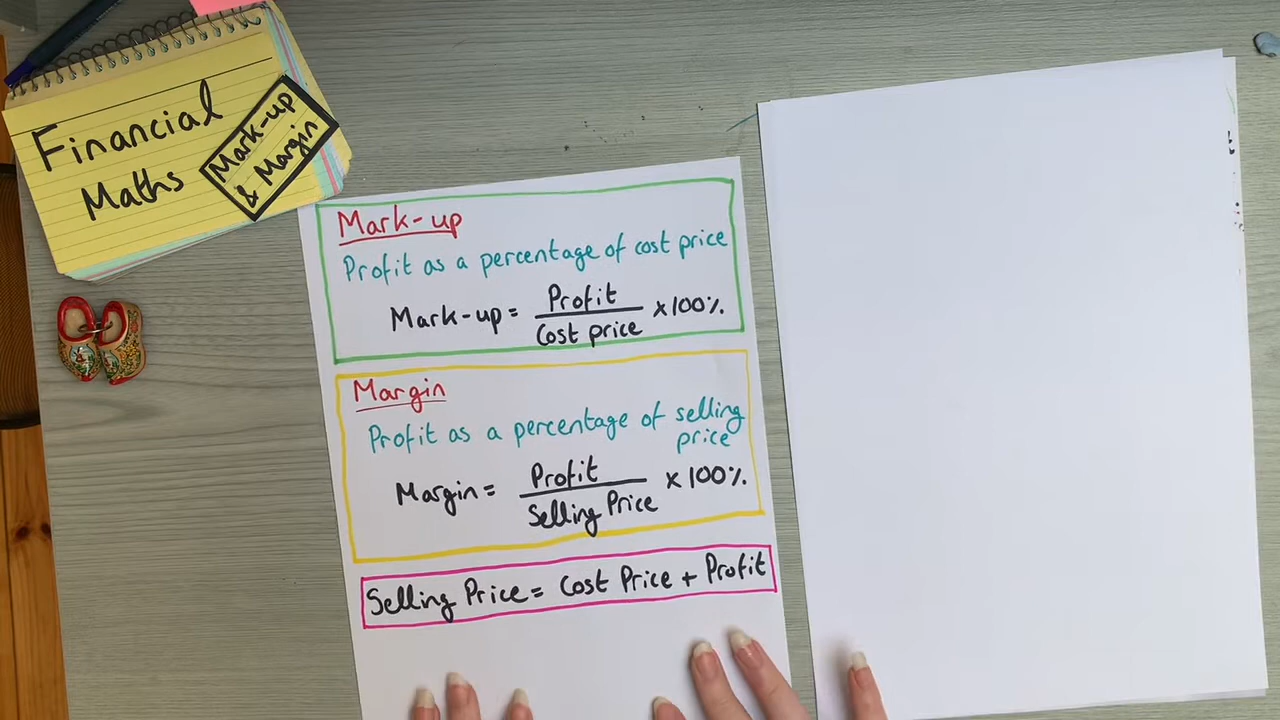 Financial
Maths
Mark-up
& Margin
Mark-up
Profit as a percentage of cost price
Mark-up = Profit / Cost price × 100%
Margin
Profit as a percentage of selling
price
Margin = Profit / Selling Price × 100%
Selling Price = Cost Price + Profit